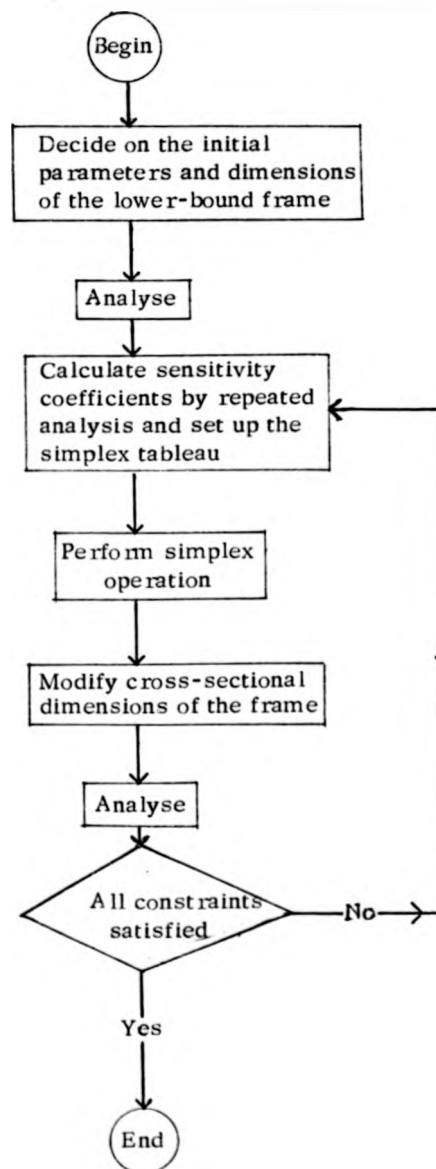 Begin
Decide on the initial
parameters and dimensions
of the lower-bound frame
Analyse
Calculate sensitivity
coefficients by repeated
analysis and set up the
simplex tableau
Perform simplex
operation
Modify cross-sectional
dimensions of the frame
Analyse
All constraints
satisfied
No
Yes
End